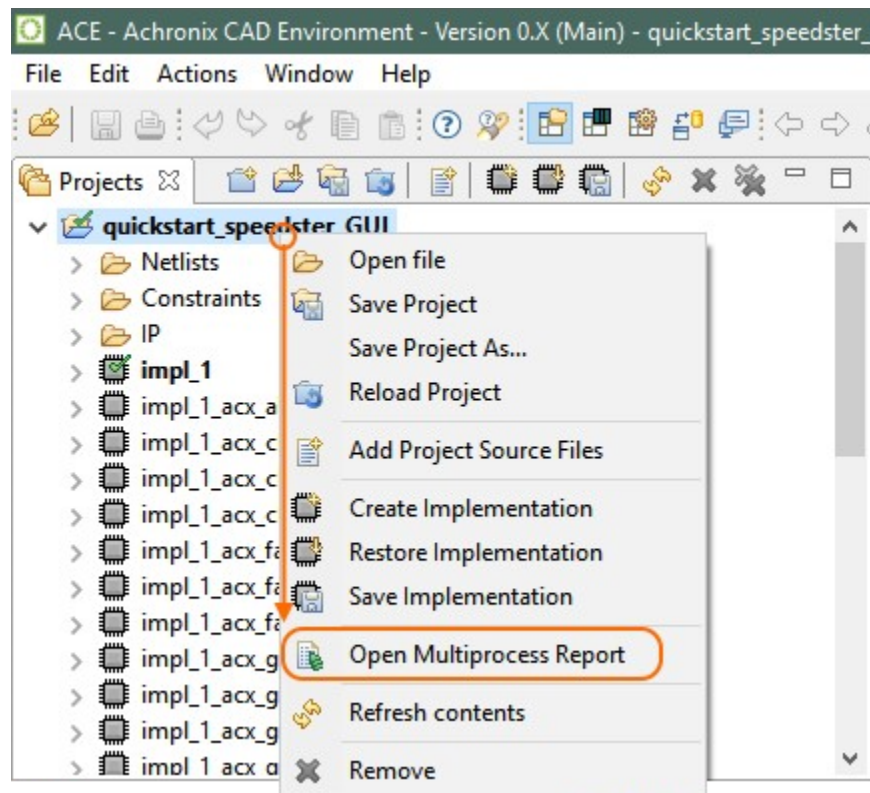 ACE - Achronix CAD Environment - Version 0.X (Main) - quickstart_speedster_
File Edit Actions Window Help
Projects
quickstart_speedster_GUI
Netlists
Constraints
IP
impl_1
impl_1_acx_a
impl_1_acx_c
impl_1_acx_c
impl_1_acx_c
impl_1_acx_fa
impl_1_acx_fa
impl_1_acx_fa
impl_1_acx_g
impl_1_acx_g
impl_1_acx_g
impl_1_acx_g
Open file
Save Project
Save Project As...
Reload Project
Add Project Source Files
Create Implementation
Restore Implementation
Save Implementation
Open Multiprocess Report
Refresh contents
Remove